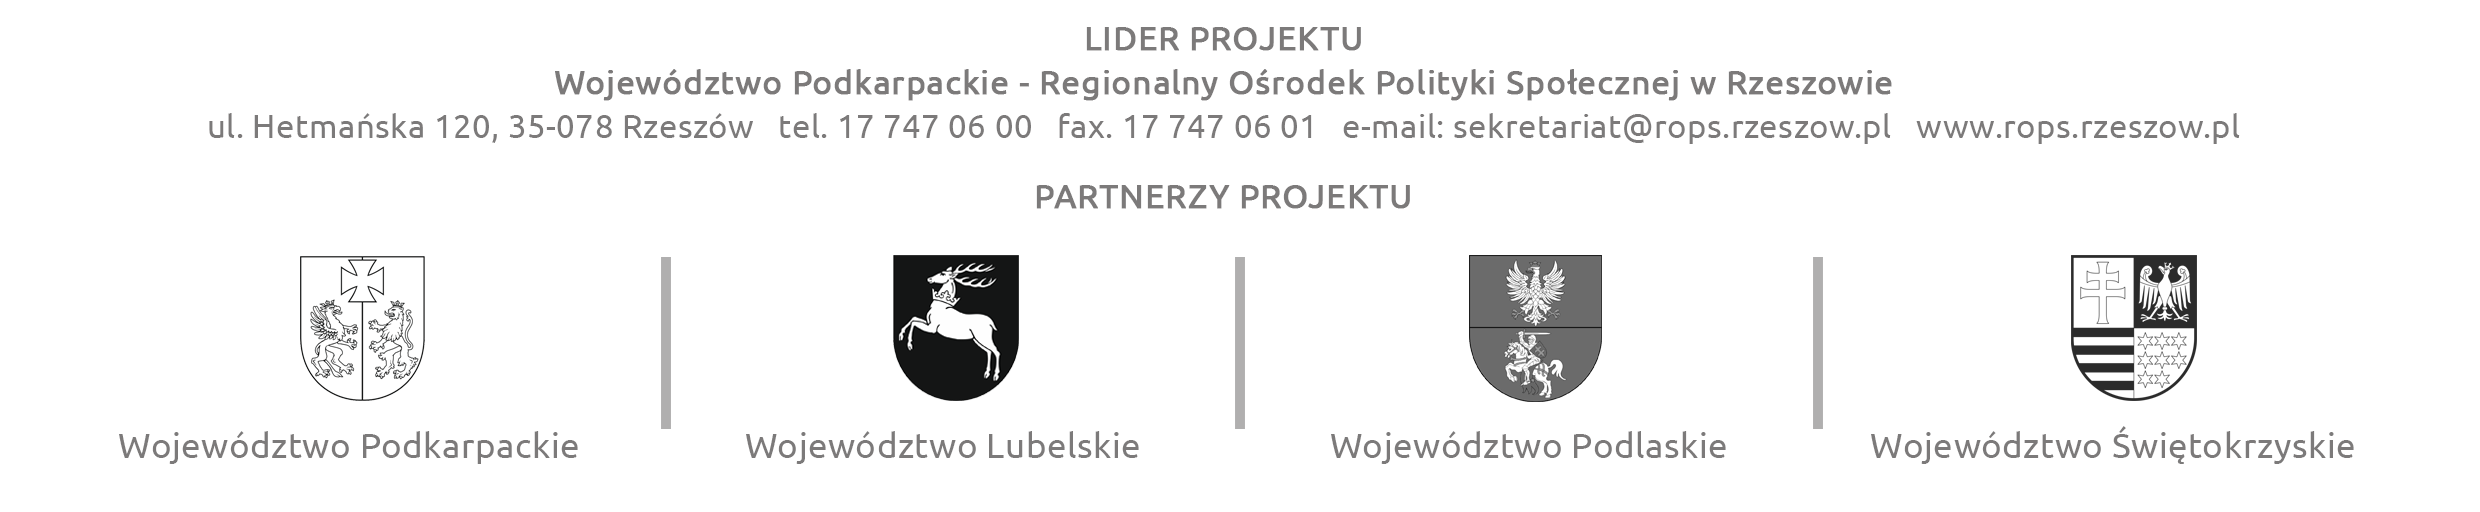 LIDER PROJEKTU
Województwo Podkarpackie - Regionalny Ośrodek Polityki Społecznej w Rzeszowie
ul. Hetmańska 120, 35-078 Rzeszów tel. 17 747 06 00 fax. 17 747 06 01 e-mail: sekretariat@rops.rzeszow.pl www.rops.rzeszow.pl
PARTNERZY PROJEKTU
Województwo Podkarpackie
Województwo Lubelskie
Województwo Podlaskie
Województwo Świętokrzyskie